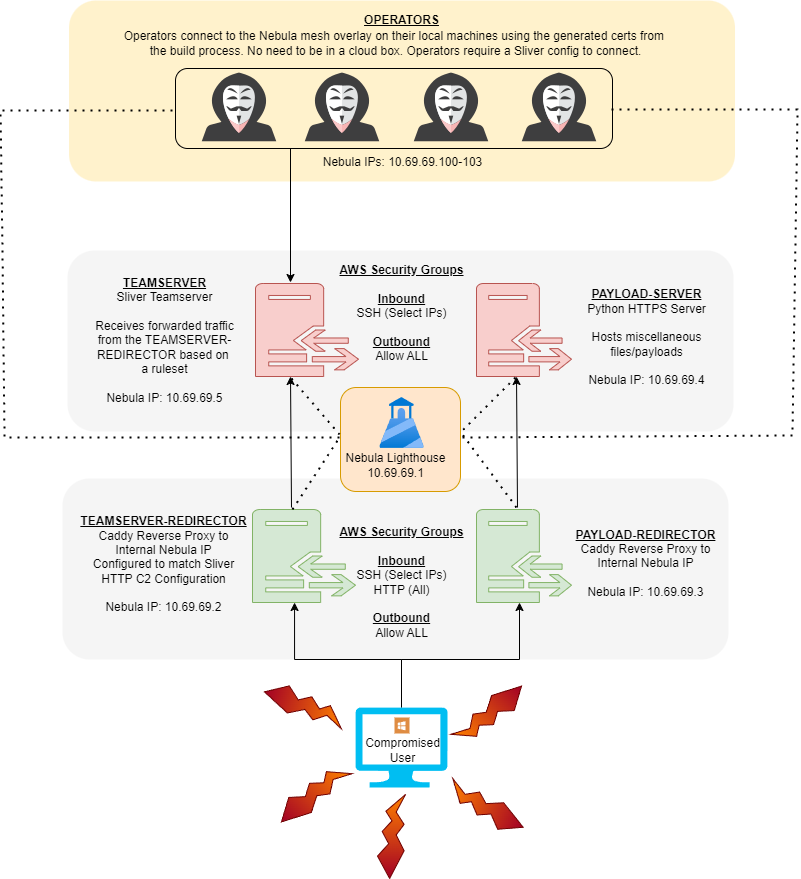 OPERATORS
Operators connect to the Nebula mesh overlay on their local machines using the generated certs from
the build process. No need to be in a cloud box. Operators require a Sliver config to connect.
Nebula IPs: 10.69.69.100-103
TEAMSERVER
Sliver Teamserver
Receives forwarded traffic
from the TEAMSERVER-
REDIRECTOR based on
a ruleset
Nebula IP: 10.69.69.5
AWS Security Groups
Inbound
SSH (Select IPs)
Outbound
Allow ALL
PAYLOAD-SERVER
Python HTTPS Server
Hosts miscellaneous
files/payloads
Nebula IP: 10.69.69.4
Nebula Lighthouse
10.69.69.1
TEAMSERVER-REDIRECTOR
Caddy Reverse Proxy to
Internal Nebula IP
Configured to match Sliver
HTTP C2 Configuration
Nebula IP: 10.69.69.2
AWS Security Groups
Inbound
SSH (Select IPs)
HTTP (All)
Outbound
Allow ALL
PAYLOAD-REDIRECTOR
Caddy Reverse Proxy to
Internal Nebula IP
Nebula IP: 10.69.69.3
Compromised
User